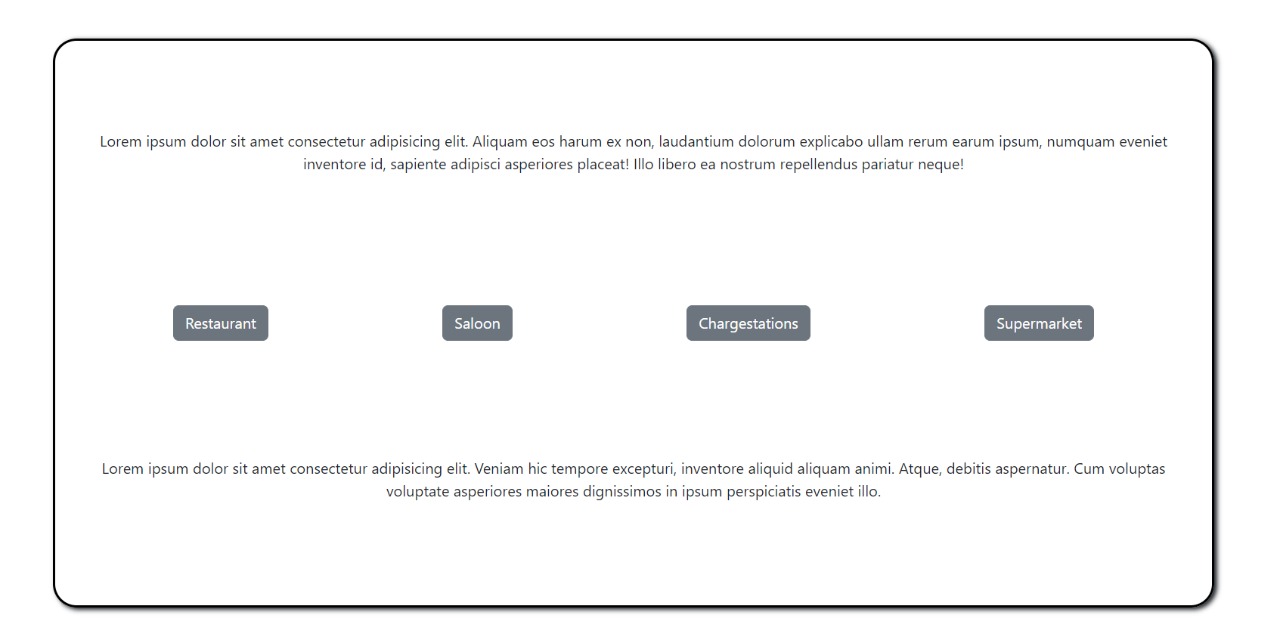 Lorem ipsum dolor sit amet consectetur adipisicing elit. Aliquam eos harum ex non, laudantium dolorum explicabo ullam rerum earum ipsum, numquam eveniet
inventore id, sapiente adipisci asperiores placeat! Illo libero ea nostrum repellendus pariatur neque!
Restaurant Saloon Chargestations Supermarket
Lorem ipsum dolor sit amet consectetur adipisicing elit. Veniam hic tempore excepturi, inventore aliquid aliquam animi. Atque, debitis aspernatur. Cum voluptas
voluptate asperiores maiores dignissimos in ipsum perspiciatis eveniet illo.